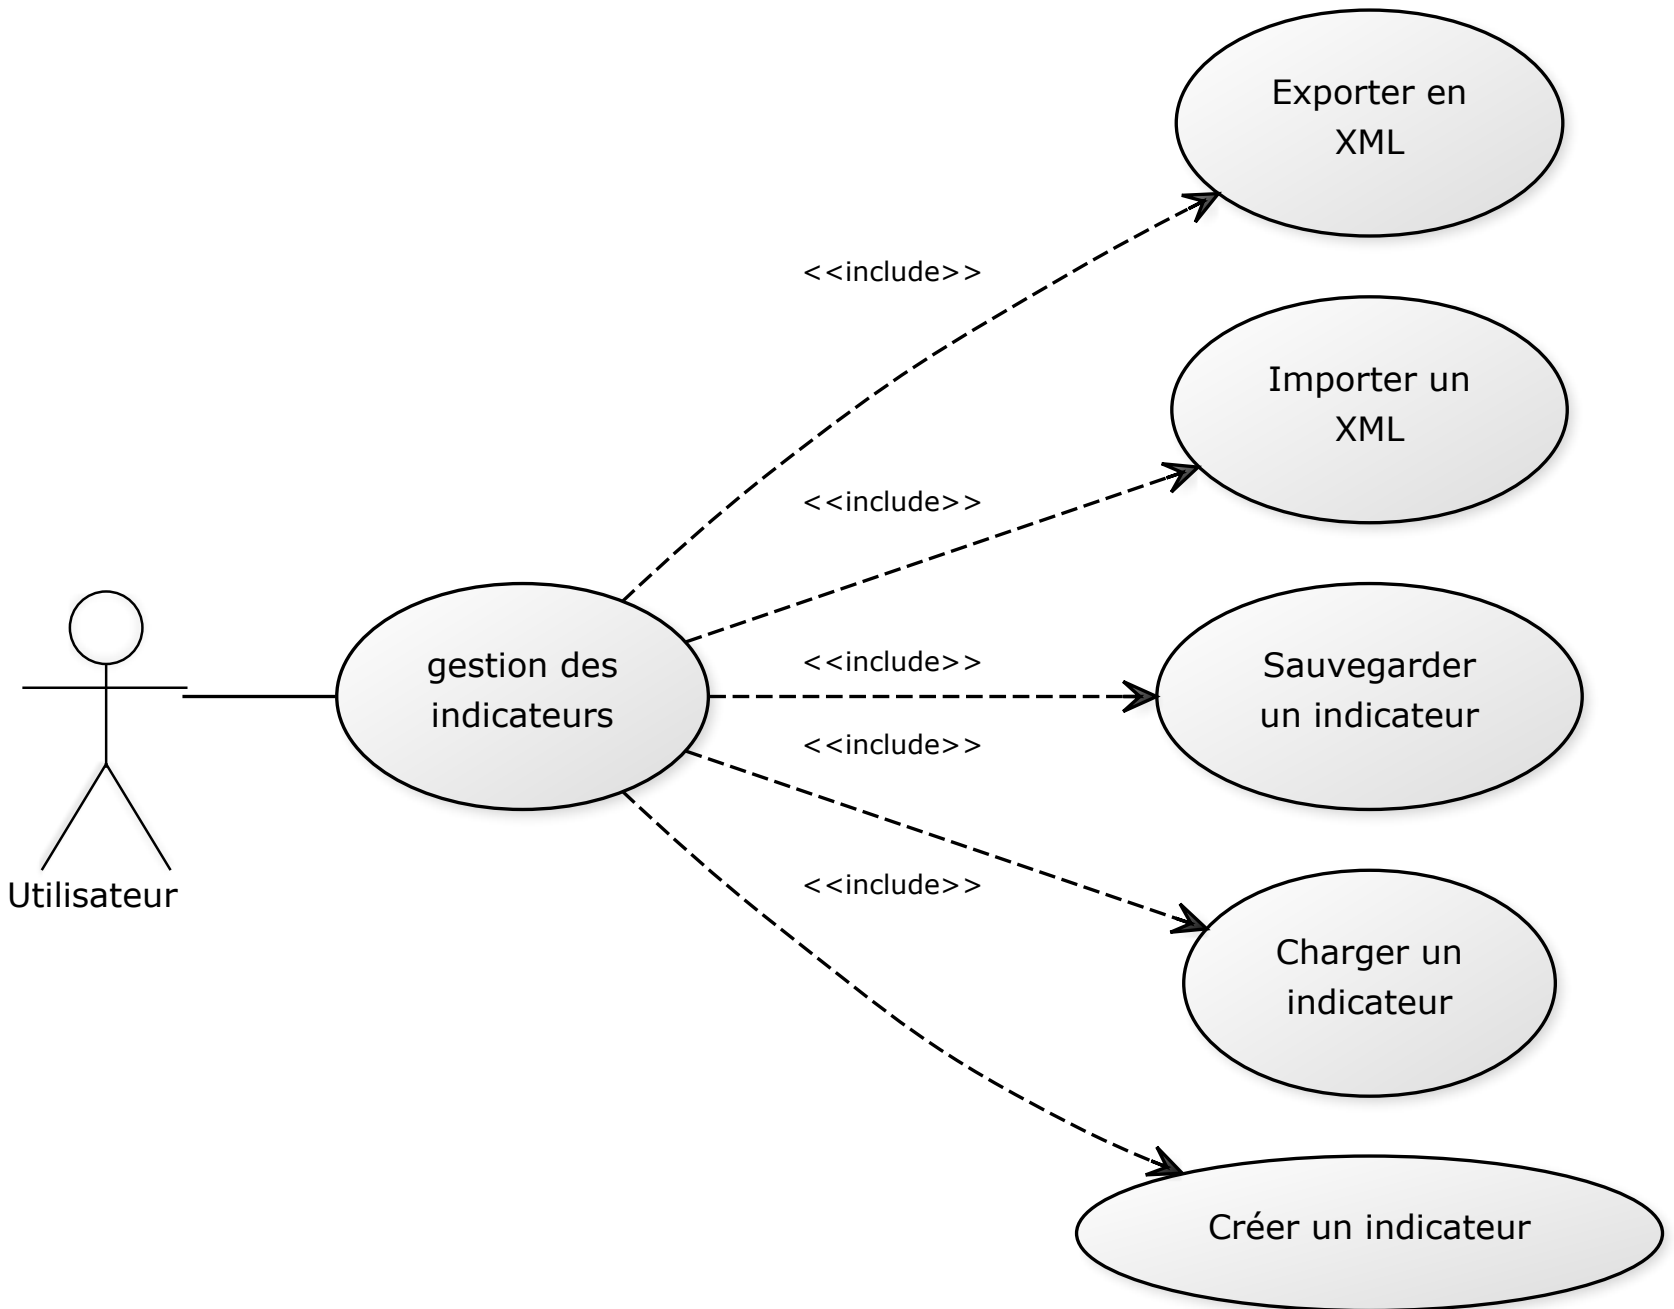 Exporter en
XML
<<include>>
Importer un
XML
<<include>>
gestion des
indicateurs
<<include>>
Sauvegarder
un indicateur
<<include>>
Utilisateur
<<include>>
Charger un
indicateur
Créer un indicateur